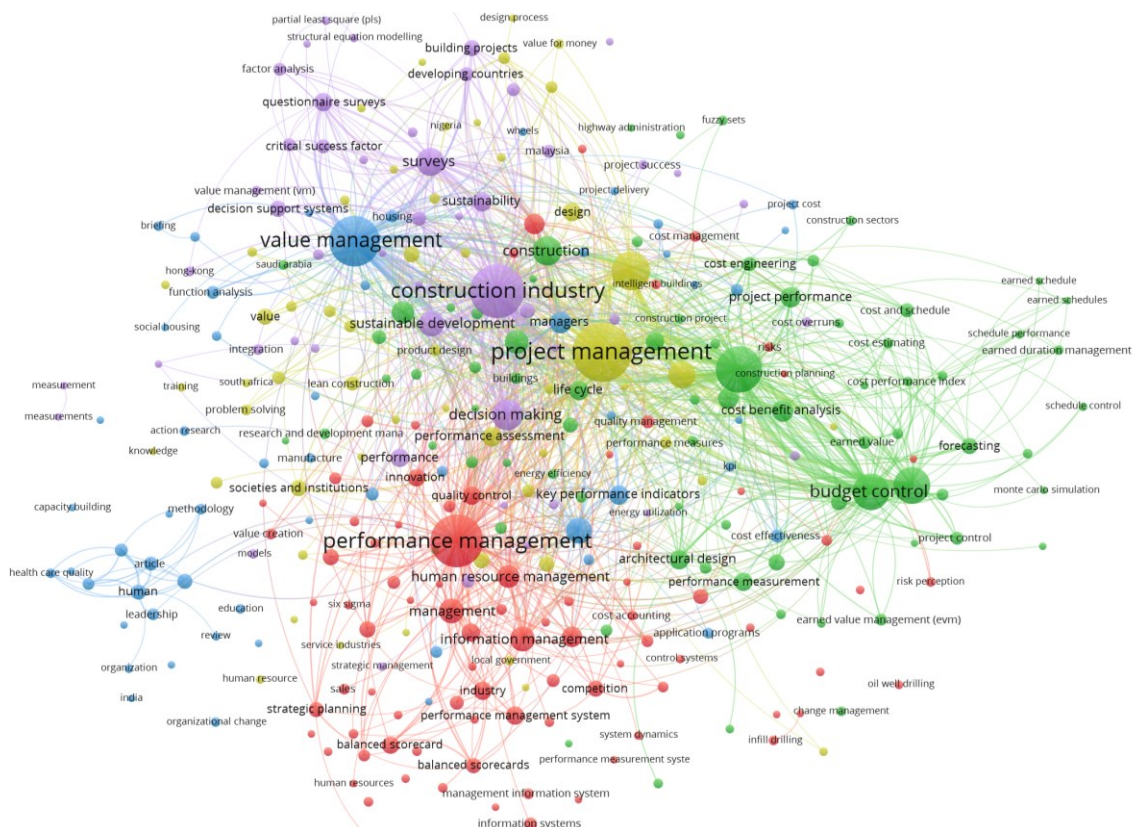 partial least square (pls)
design process
structural equation modelling
building projects
value for money
factor analysis
developing countries
questionnaire surveys
nigeria
wheels
highway administration
fuzzy sets
critical success factor
surveys
malaysia
project success
value management (vm)
decision support systems
sustainability
project delivery
housing
design
project cost
briefing
value management
cost management
construction sectors
saudi arabia
construction
cost engineering
hong-kong
function analysis
construction industry
intelligent buildings
earned schedule
project performance
earned schedules
social housing
value
sustainable development
managers
construction project
cost overruns
cost and schedule
schedule performance
integration
product design
project management
risks
cost estimating
earned duration management
measurement
training
south africa
lean construction
buildings
life cycle
construction planning
cost performance index
measurements
problem solving
decision making
cost benefit analysis
schedule control
action research
research and development mana
performance assessment
quality management
performance measures
earned value
forecasting
knowledge
manufacture
performance
innovation
energy efficiency
kpi
societies and institutions
quality control
key performance indicators
budget control
monte carlo simulation
capacity building
methodology
energy utilization
value creation
performance management
cost effectiveness
project control
models
health care quality
article
architectural design
human
human resource management
performance measurement
risk perception
leadership
education
six sigma
management
cost accounting
earned value management (evm)
review
service industries
information management
application programs
organization
strategic management
local government
control systems
human resource
sales
industry
competition
oil well drilling
india
strategic planning
organizational change
performance management system
change management
balanced scorecard
system dynamics
infill drilling
balanced scorecards
performance measurement syste
human resources
management information system
information systems